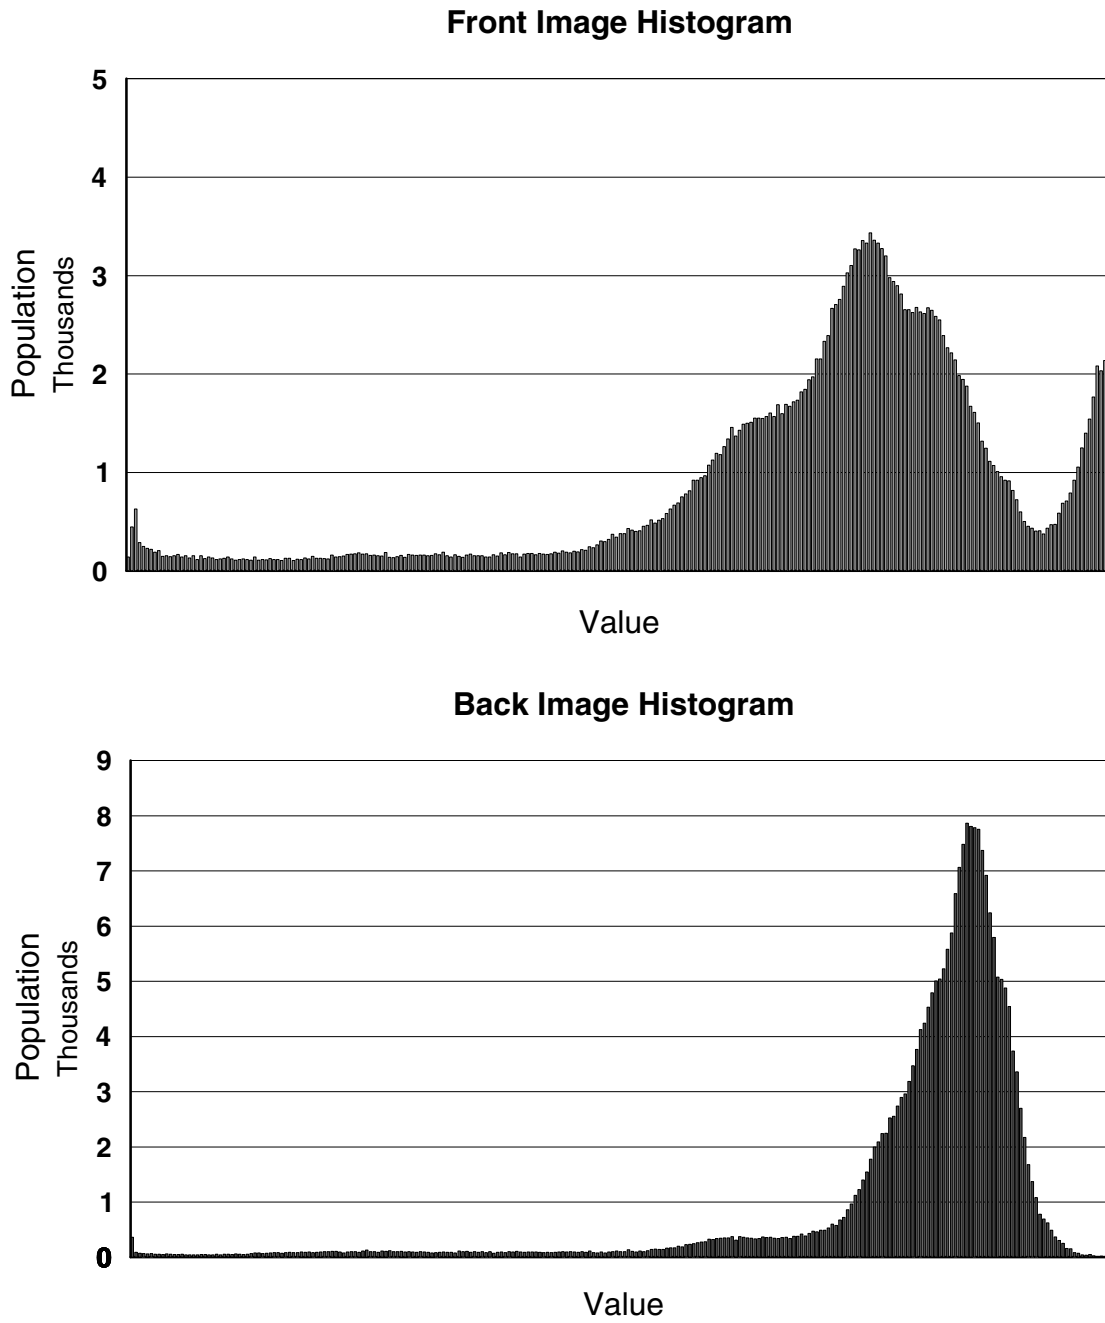 Front Image Histogram
5
4
3
2
1
0
Population
Thousands
Value
Back Image Histogram
9
8
7
6
5
4
3
2
1
0
Population
Thousands
Value